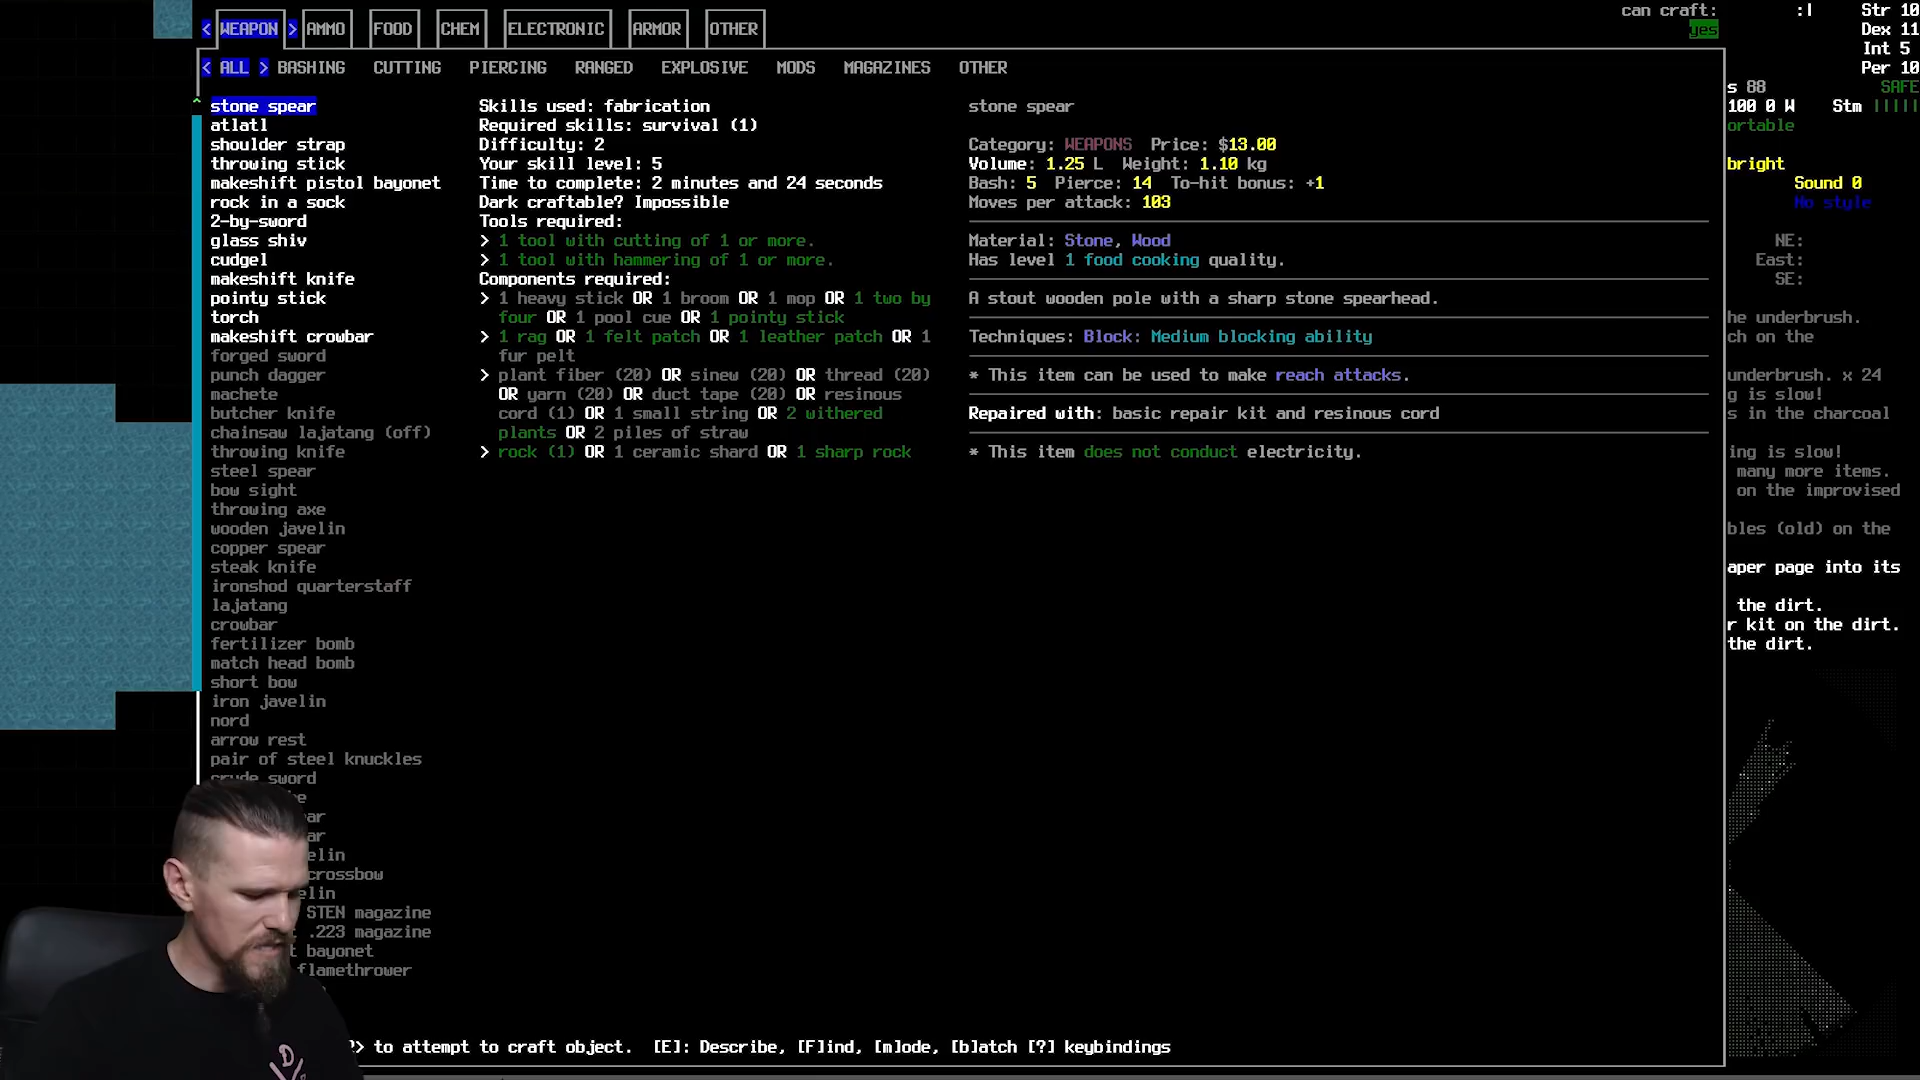 < WEAPON > AMMO FOOD CHEM ELECTRONIC ARMOR OTHER
can craft:
yes
:|
Str 10
Dex 11
Int 5
Per 10
< ALL > BASHING CUTTING PIERCING RANGED EXPLOSIVE MODS MAGAZINES OTHER
stone spear
atlatl
shoulder strap
throwing stick
makeshift pistol bayonet
rock in a sock
2-by-sword
glass shiv
cudgel
makeshift knife
pointy stick
torch
makeshift crowbar
forged sword
punch dagger
machete
butcher knife
chainsaw lajatang (off)
throwing knife
steel spear
bow sight
throwing axe
wooden javelin
copper spear
steak knife
ironshod quarterstaff
lajatang
crowbar
fertilizer bomb
match head bomb
short bow
iron javelin
nord
arrow rest
pair of steel knuckles
crude sword
e
ar
ar
elin
crossbow
elin
STEN magazine
.223 magazine
t bayonet
flamethrower
Skills used: fabrication
Required skills: survival (1)
Difficulty: 2
Your skill level: 5
Time to complete: 2 minutes and 24 seconds
Dark craftable? Impossible
Tools required:
> 1 tool with cutting of 1 or more.
> 1 tool with hammering of 1 or more.
Components required:
> 1 heavy stick OR 1 broom OR 1 mop OR 1 two by
four OR 1 pool cue OR 1 pointy stick
> 1 rag OR 1 felt patch OR 1 leather patch OR 1
fur pelt
> plant fiber (20) OR sinew (20) OR thread (20)
OR yarn (20) OR duct tape (20) OR resinous
cord (1) OR 1 small string OR 2 withered
plants OR 2 piles of straw
> rock (1) OR 1 ceramic shard OR 1 sharp rock
stone spear
Category: WEAPONS Price: $13.00
Volume: 1.25 L Weight: 1.10 kg
Bash: 5 Pierce: 14 To-hit bonus: +1
Moves per attack: 103
Material: Stone, Wood
Has level 1 food cooking quality.
A stout wooden pole with a sharp stone spearhead.
Techniques: Block: Medium blocking ability
* This item can be used to make reach attacks.
Repaired with: basic repair kit and resinous cord
* This item does not conduct electricity.
s 88 SAFE
100 0 W Stm |||||
ortable
bright
Sound 0
No style
NE:
East:
SE:
he underbrush.
ch on the
underbrush. x 24
g is slow!
s in the charcoal
ing is slow!
many more items.
on the improvised
bles (old) on the
aper page into its
the dirt.
r kit on the dirt.
the dirt.
> to attempt to craft object. [E]: Describe, [F]ind, [m]ode, [b]atch [?] keybindings